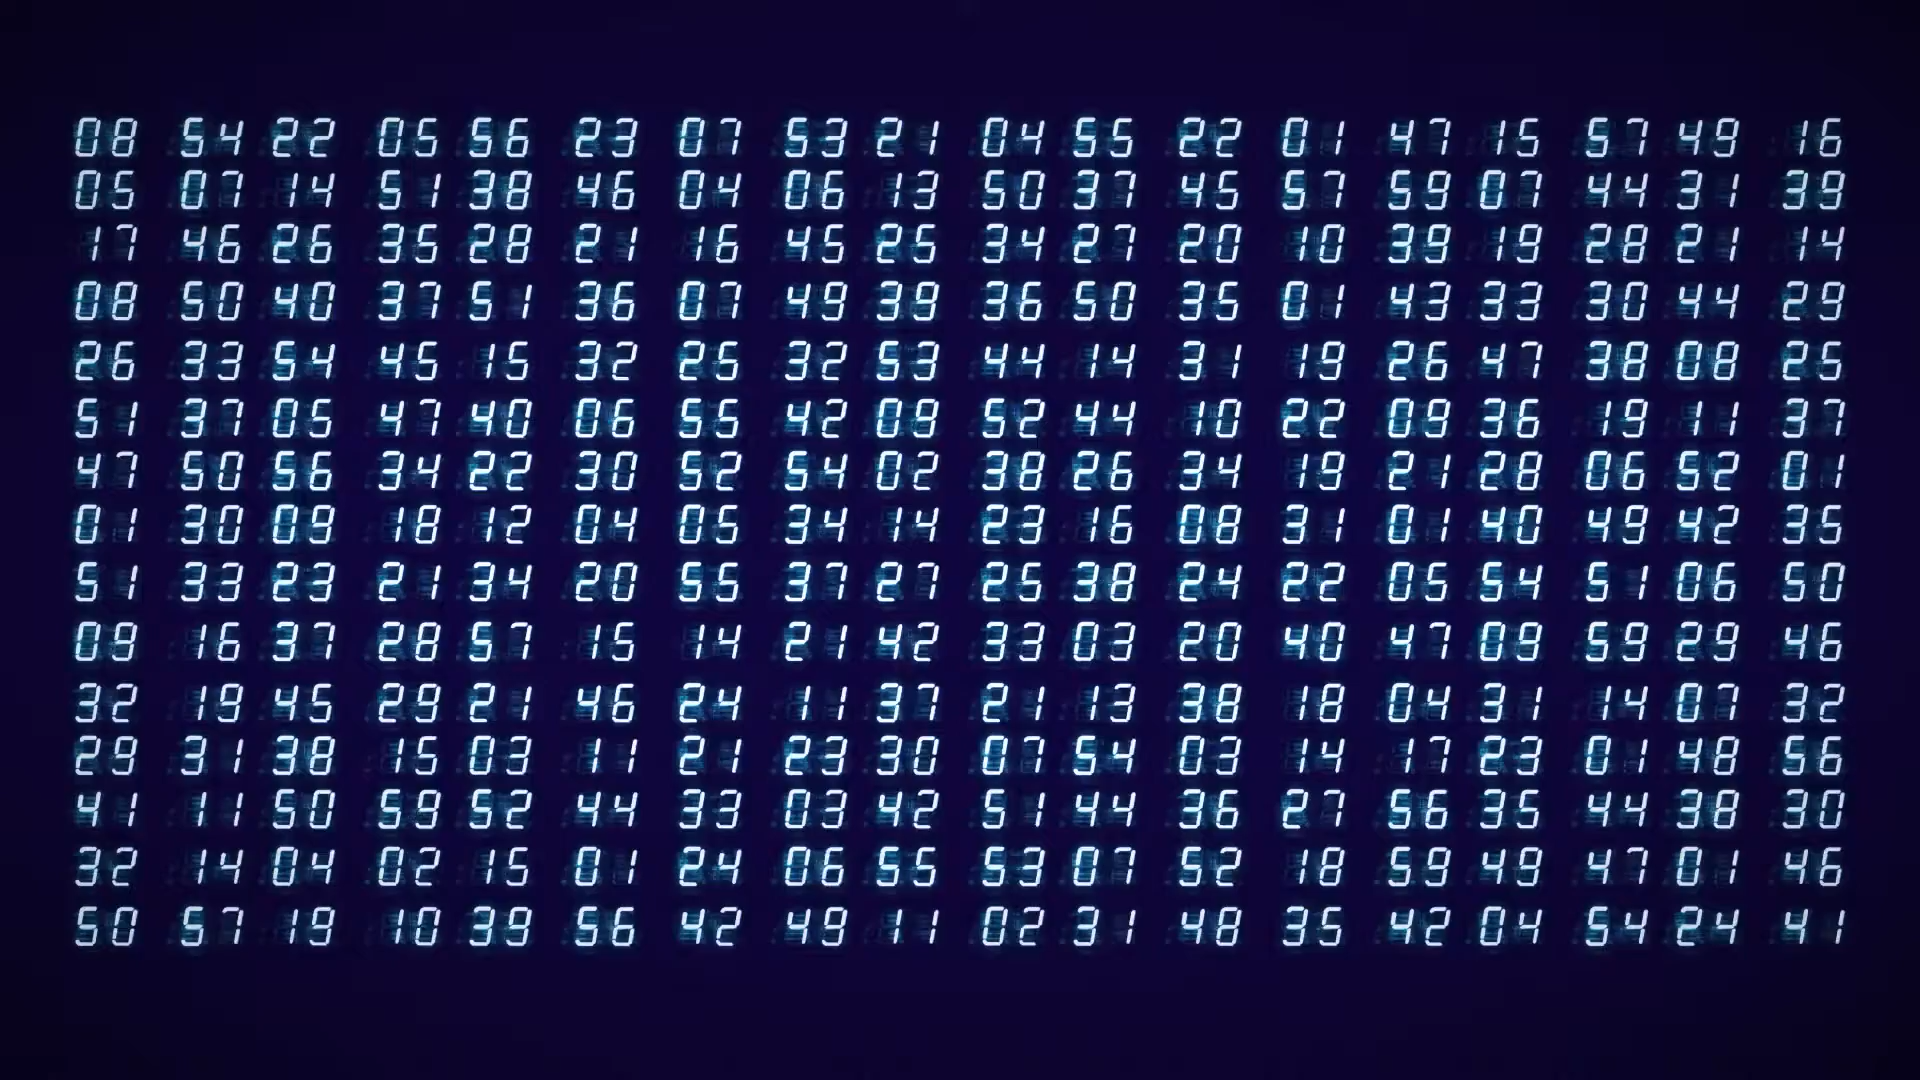 08 54 22 05 56 23 07 53 21 04 55 22 01 47 15 57 49 16
05 07 14 51 38 46 04 06 13 50 37 45 57 59 07 44 31 39
17 46 26 35 28 21 16 45 25 34 27 20 10 39 19 28 21 14
08 50 40 37 51 36 07 49 39 36 50 35 01 43 33 30 44 29
26 33 54 45 15 32 25 32 53 44 14 31 19 26 47 38 08 25
51 37 05 47 40 06 55 42 09 52 44 10 22 09 36 19 11 37
47 50 56 34 22 30 52 54 02 38 26 34 19 21 28 06 52 01
01 30 09 18 12 04 05 34 14 23 16 08 31 01 40 49 42 35
51 33 23 21 34 20 55 37 27 25 38 24 22 05 54 51 06 50
09 16 37 28 57 15 14 21 42 33 03 20 40 47 09 59 29 46
32 19 45 29 21 46 24 11 37 21 13 38 18 04 31 14 07 32
29 31 38 15 03 11 21 23 30 07 54 03 14 17 23 01 48 56
41 11 50 59 52 44 33 03 42 51 44 36 27 56 35 44 38 30
32 14 04 02 15 01 24 06 55 53 07 52 18 59 49 47 01 46
50 57 19 10 39 56 42 49 11 02 31 48 35 42 04 54 24 41